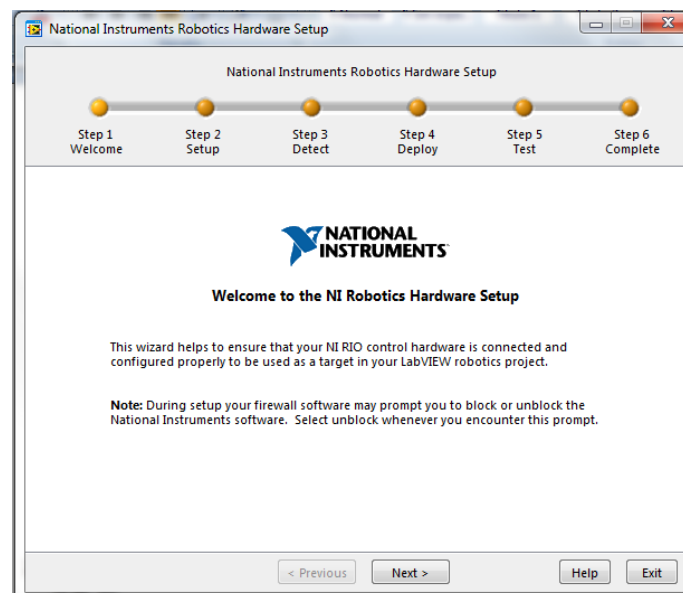 National Instruments Robotics Hardware Setup
National Instruments Robotics Hardware Setup
Step 1 Step 2 Step 3 Step 4 Step 5 Step 6
Welcome Setup Detect Deploy Test Complete
NATIONAL
INSTRUMENTS
Welcome to the NI Robotics Hardware Setup
This wizard helps to ensure that your NI RIO control hardware is connected and
configured properly to be used as a target in your LabVIEW robotics project.
Note: During setup your firewall software may prompt you to block or unblock the
National Instruments software. Select unblock whenever you encounter this prompt.
< Previous Next > Help Exit